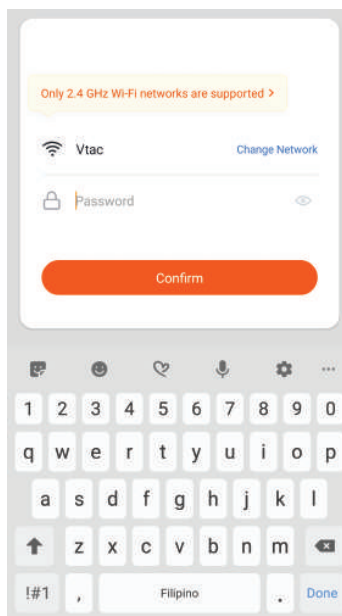 Only 2.4 GHz Wi-Fi networks are supported >
Vtac Change Network
Password
Confirm
1 2 3 4 5 6 7 8 9 0
q w e r t y u i o p
a s d f g h j k l
z x c v b n m
!#1 , Filipino . Done